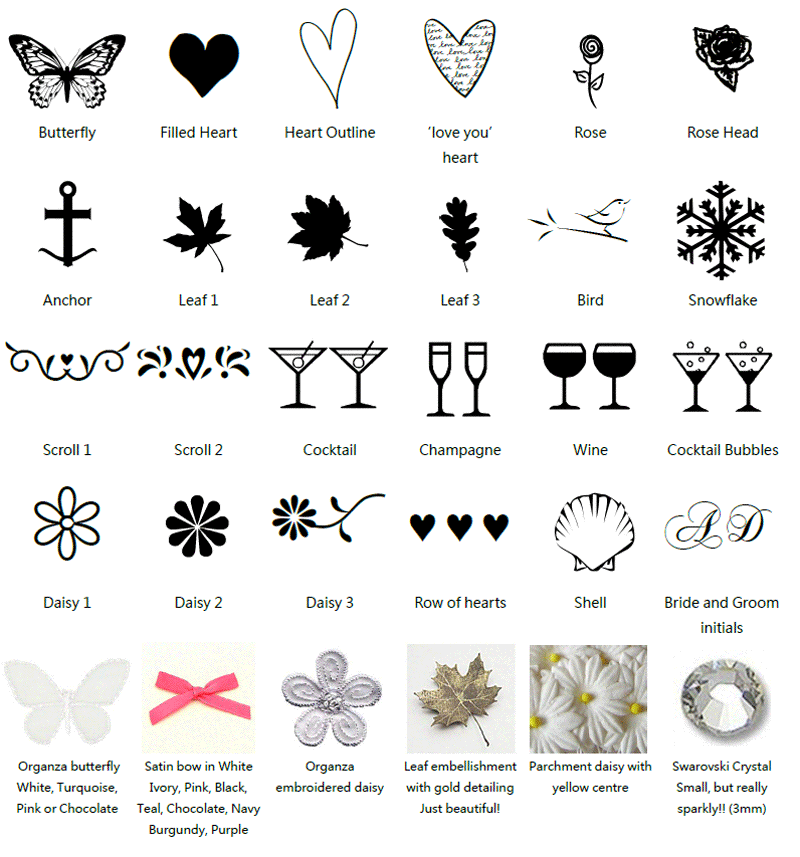 Butterfly
Filled Heart
Heart Outline
‘love you’
heart
Rose
Rose Head
Anchor
Leaf 1
Leaf 2
Leaf 3
Bird
Snowflake
Scroll 1
Scroll 2
Cocktail
Champagne
Wine
Cocktail Bubbles
Daisy 1
Daisy 2
Daisy 3
Row of hearts
Shell
A D
Bride and Groom
initials
Organza butterfly
White, Turquoise,
Pink or Chocolate
Satin bow in White
Ivory, Pink, Black,
Teal, Chocolate, Navy
Burgundy, Purple
Organza
embroidered daisy
Leaf embellishment
with gold detailing
Just beautiful!
Parchment daisy with
yellow centre
Swarovski Crystal
Small, but really
sparkly!! (3mm)